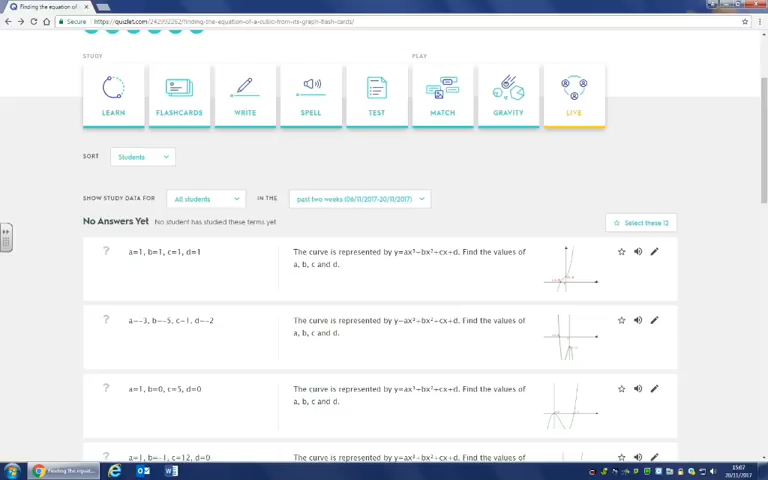 Finding the equation of
Secure https://quizlet.com/242992262/finding-the-equation-of-a-cubic-from-its-graph-flash-cards/
STUDY PLAY
LEARN FLASHCARDS WRITE SPELL TEST MATCH GRAVITY LIVE
SORT Students
SHOW STUDY DATA FOR All students IN THE past two weeks (06/11/2017-20/11/2017)
No Answers Yet No student has studied these terms yet
Select these 12
? a=1, b=1, c=1, d=1 The curve is represented by y=ax³+bx²+cx+d. Find the values of
a, b, c and d.
? a=-3, b=-5, c=1, d=-2 The curve is represented by y=ax³+bx²+cx+d. Find the values of
a, b, c and d.
? a=1, b=0, c=5, d=0 The curve is represented by y=ax³+bx²+cx+d. Find the values of
a, b, c and d.
? a=1, b=-1, c=12, d=0 The curve is represented by y=ax³+bx²+cx+d. Find the values of
Finding the equat...
15:07
20/11/2017